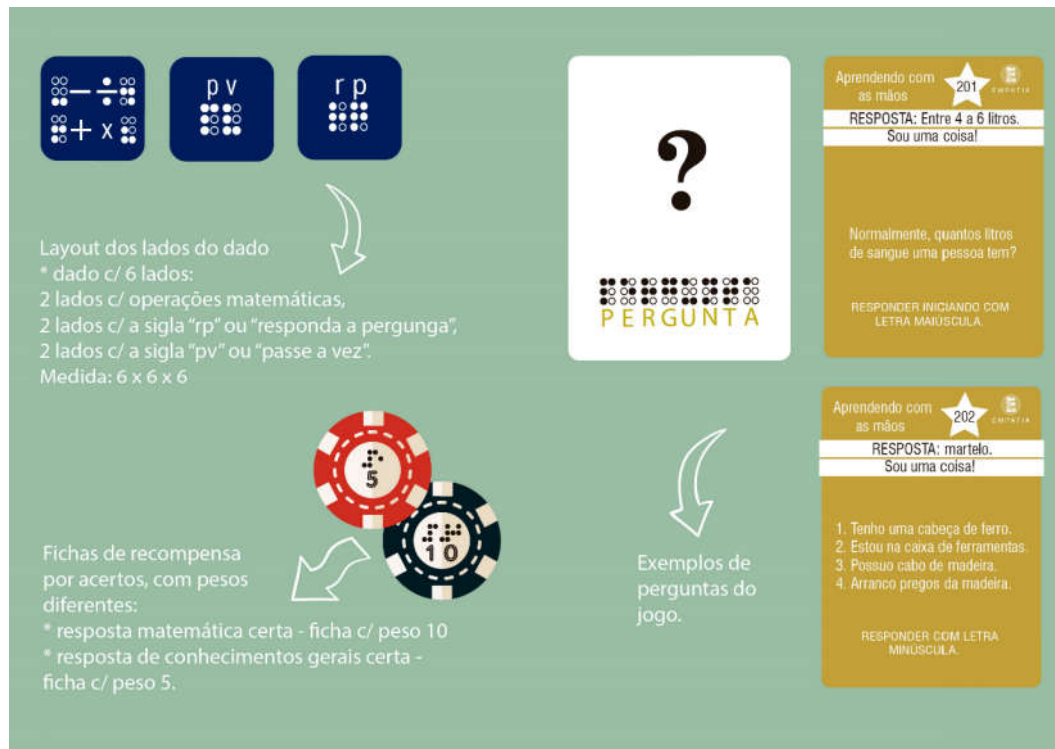 − ÷
+ x
p v
r p
Layout dos lados do dado
* dado c/ 6 lados:
2 lados c/ operações matemáticas,
2 lados c/ a sigla “rp” ou “responda a pergunga”,
2 lados c/ a sigla “pv” ou “passe a vez”.
Medida: 6 x 6 x 6
5
10
Fichas de recompensa
por acertos, com pesos
diferentes:
* resposta matemática certa - ficha c/ peso 10
* resposta de conhecimentos gerais certa -
ficha c/ peso 5.
?
PERGUNTA
Exemplos de
perguntas do
jogo.
Aprendendo com
as mãos
201
EMPATIA
RESPOSTA: Entre 4 a 6 litros.
Sou uma coisa!
Normalmente, quantos litros
de sangue uma pessoa tem?
RESPONDER INICIANDO COM
LETRA MAIÚSCULA.
Aprendendo com
as mãos
202
EMPATIA
RESPOSTA: martelo.
Sou uma coisa!
1. Tenho uma cabeça de ferro.
2. Estou na caixa de ferramentas.
3. Possuo cabo de madeira.
4. Arranco pregos da madeira.
RESPONDER COM LETRA
MINÚSCULA.